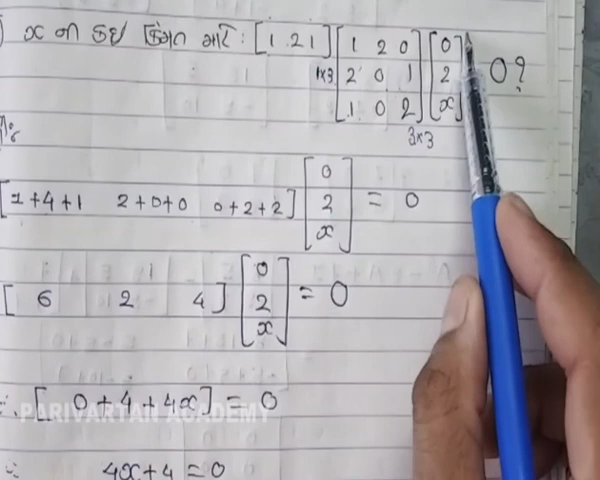 x ની કઇ કિંમત માટે: [1 2 1] [1 2 0 / 2 0 1 / 1 0 2] [0 / 2 / x] 0?
1×3
3×3
[1+4+1 2+0+0 0+2+2] [0 / 2 / x] = 0
[6 2 4] [0 / 2 / x] = 0
∴ [0+4+4x] = 0
PARIVARTAN ACADEMY
∴ 4x+4=0